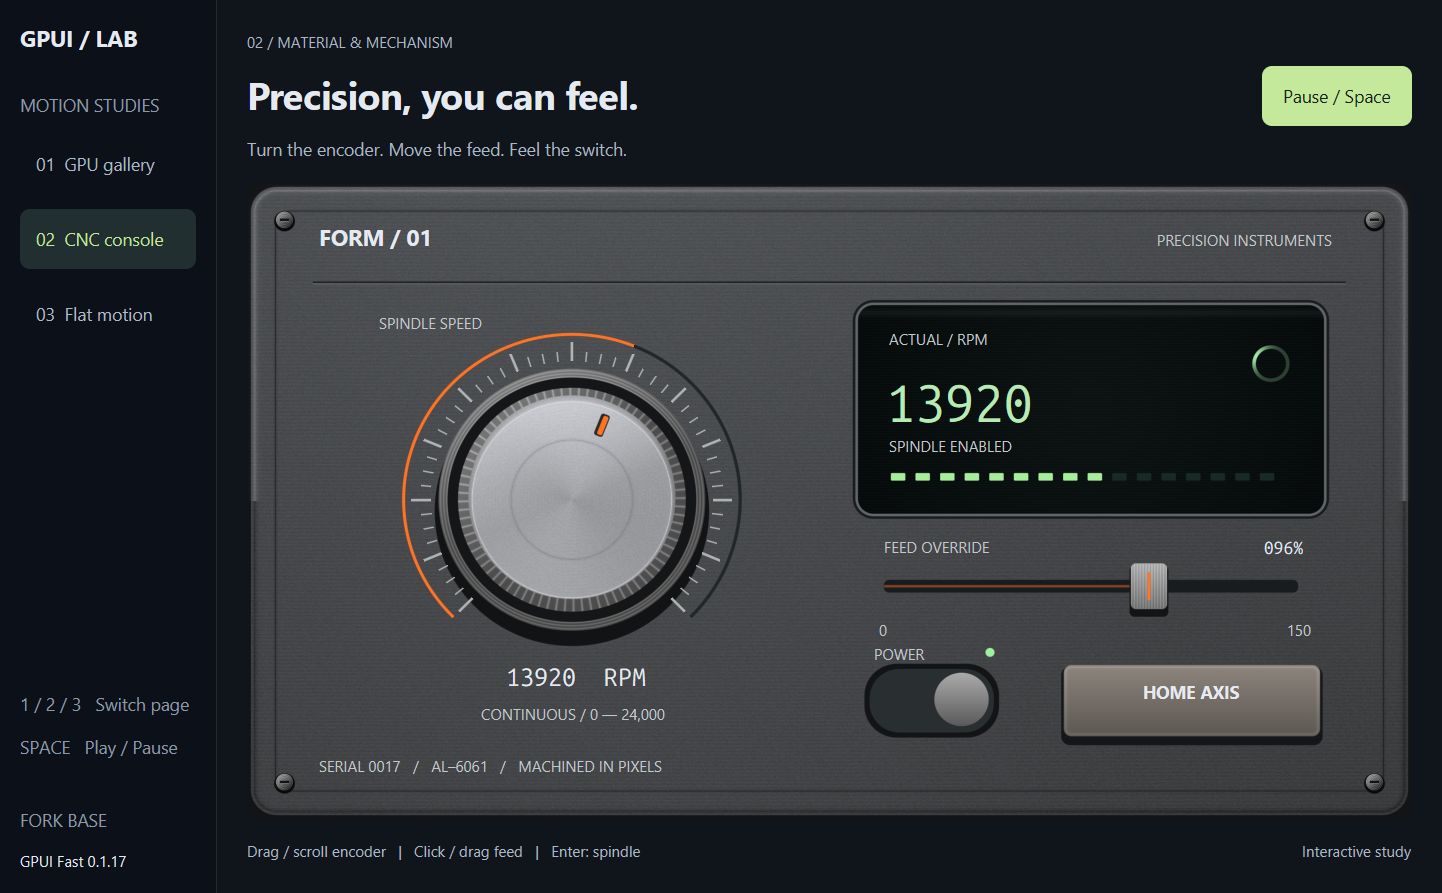 GPUI / LAB
MOTION STUDIES
01 GPU gallery
02 CNC console
03 Flat motion
1 / 2 / 3 Switch page
SPACE Play / Pause
FORK BASE
GPUI Fast 0.1.17
02 / MATERIAL & MECHANISM
Precision, you can feel.
Turn the encoder. Move the feed. Feel the switch.
Pause / Space
FORM / 01
PRECISION INSTRUMENTS
SPINDLE SPEED
13920 RPM
CONTINUOUS / 0 — 24,000
ACTUAL / RPM
13920
SPINDLE ENABLED
FEED OVERRIDE
096%
0
150
POWER
HOME AXIS
SERIAL 0017 / AL–6061 / MACHINED IN PIXELS
Drag / scroll encoder | Click / drag feed | Enter: spindle
Interactive study